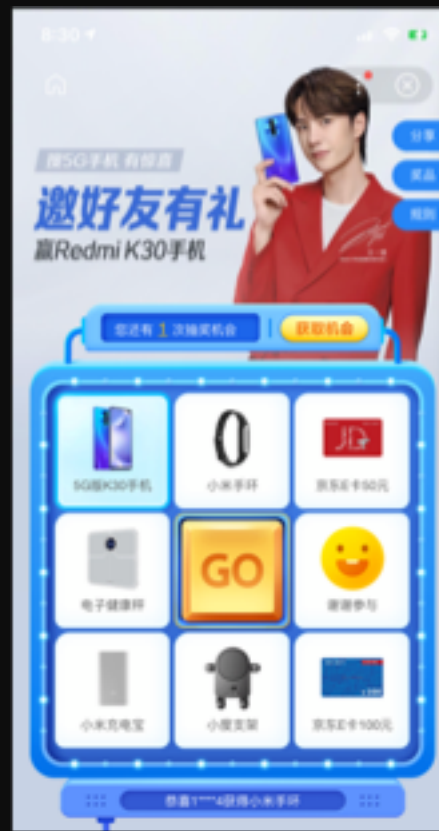 8:30
搜5G手机 有惊喜
邀好友有礼
赢Redmi K30手机
分享
奖品
规则
您还有 1 次抽奖机会
获取机会
5G版K30手机
小米手环
JD
京东E卡50元
电子健康秤
GO
谢谢参与
小米充电宝
小度支架
京东E卡100元
恭喜1***4获得小米手环